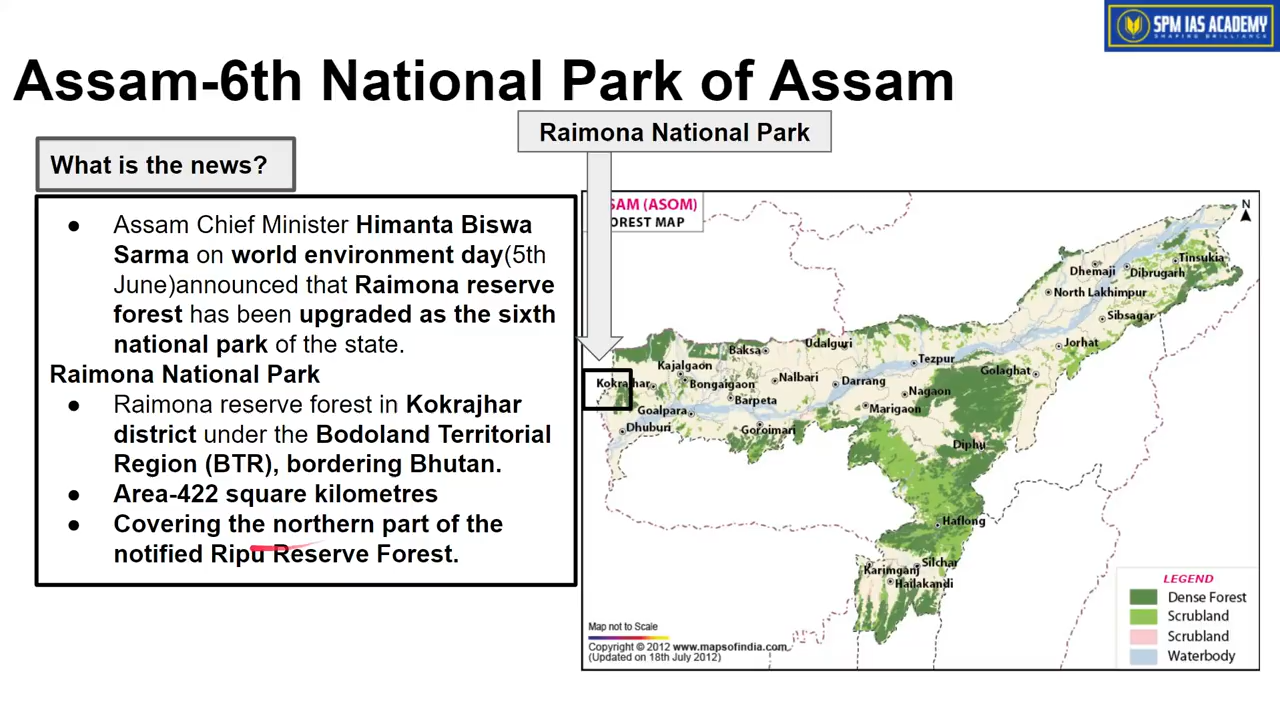 SPM IAS ACADEMY
SHAPING BRILLIANCE
Assam-6th National Park of Assam
Raimona National Park
What is the news?
● Assam Chief Minister Himanta Biswa
Sarma on world environment day(5th
June)announced that Raimona reserve
forest has been upgraded as the sixth
national park of the state.
Raimona National Park
● Raimona reserve forest in Kokrajhar
district under the Bodoland Territorial
Region (BTR), bordering Bhutan.
● Area-422 square kilometres
● Covering the northern part of the
notified Ripu Reserve Forest.
SAM (ASOM)
OREST MAP
N
Tinsukia
Dhemaji
Dibrugarh
North Lakhimpur
Sibsagar
Jorhat
Udalguri
Baksa
Tezpur
Kajalgaon
Golaghat
Kokrajhar
Bongaigaon
Nalbari
Darrang
Nagaon
Barpeta
Goalpara
Marigaon
Dhuburi
Goroimari
Diphu
Haflong
Silchar
Karimganj
Hailakandi
LEGEND
Dense Forest
Scrubland
Scrubland
Waterbody
Map not to Scale
Copyright © 2012 www.mapsofindia.com
(Updated on 18th July 2012)